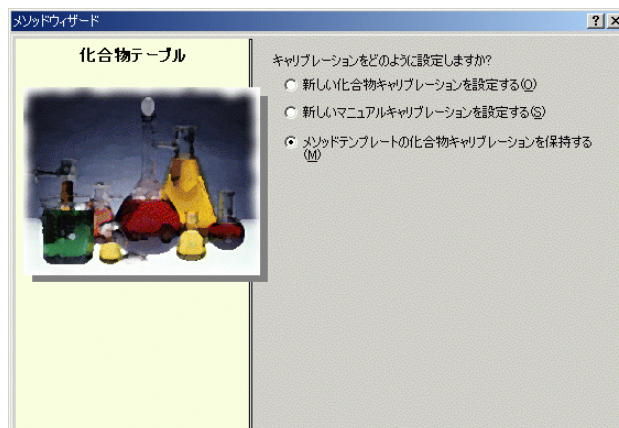 メソッドウィザード
化合物テーブル
キャリブレーションをどのように設定しますか?
新しい化合物キャリブレーションを設定する(O)
新しいマニュアルキャリブレーションを設定する(S)
メソッドテンプレートの化合物キャリブレーションを保持する
(M)